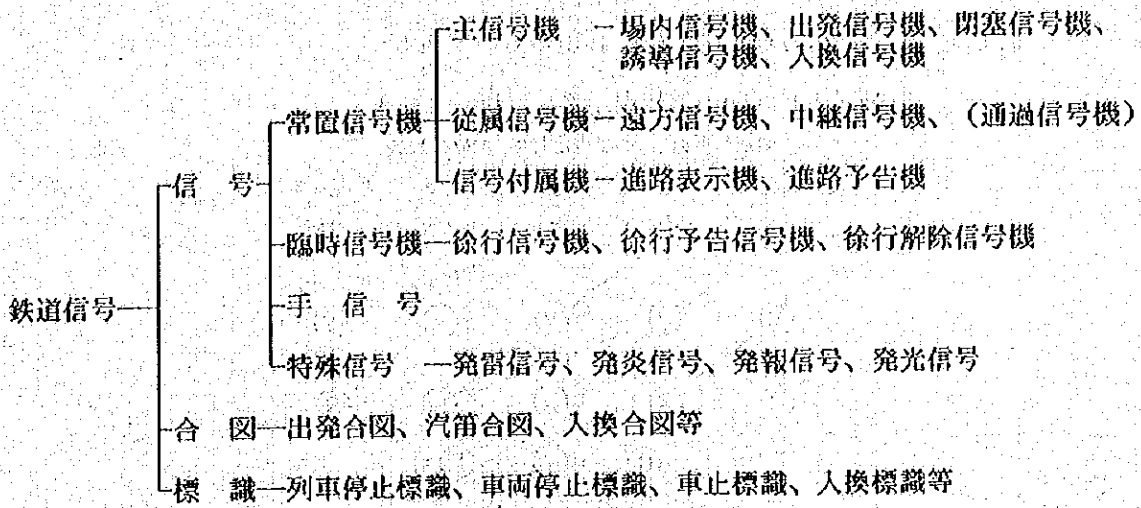 主信号機 ー 場内信号機、出発信号機、閉塞信号機、
誘導信号機、入換信号機
常置信号機 従属信号機 ー 遠方信号機、中継信号機、(通過信号機)
信号付属機 ー 進路表示機、進路予告機
信 号
臨時信号機 ー 徐行信号機、徐行予告信号機、徐行解除信号機
鉄道信号
手 信 号
特殊信号 ー 発雷信号、発炎信号、発報信号、発光信号
合 図 ー 出発合図、汽笛合図、入換合図等
標 識 ー 列車停止標識、車両停止標識、車止標識、入換標識等